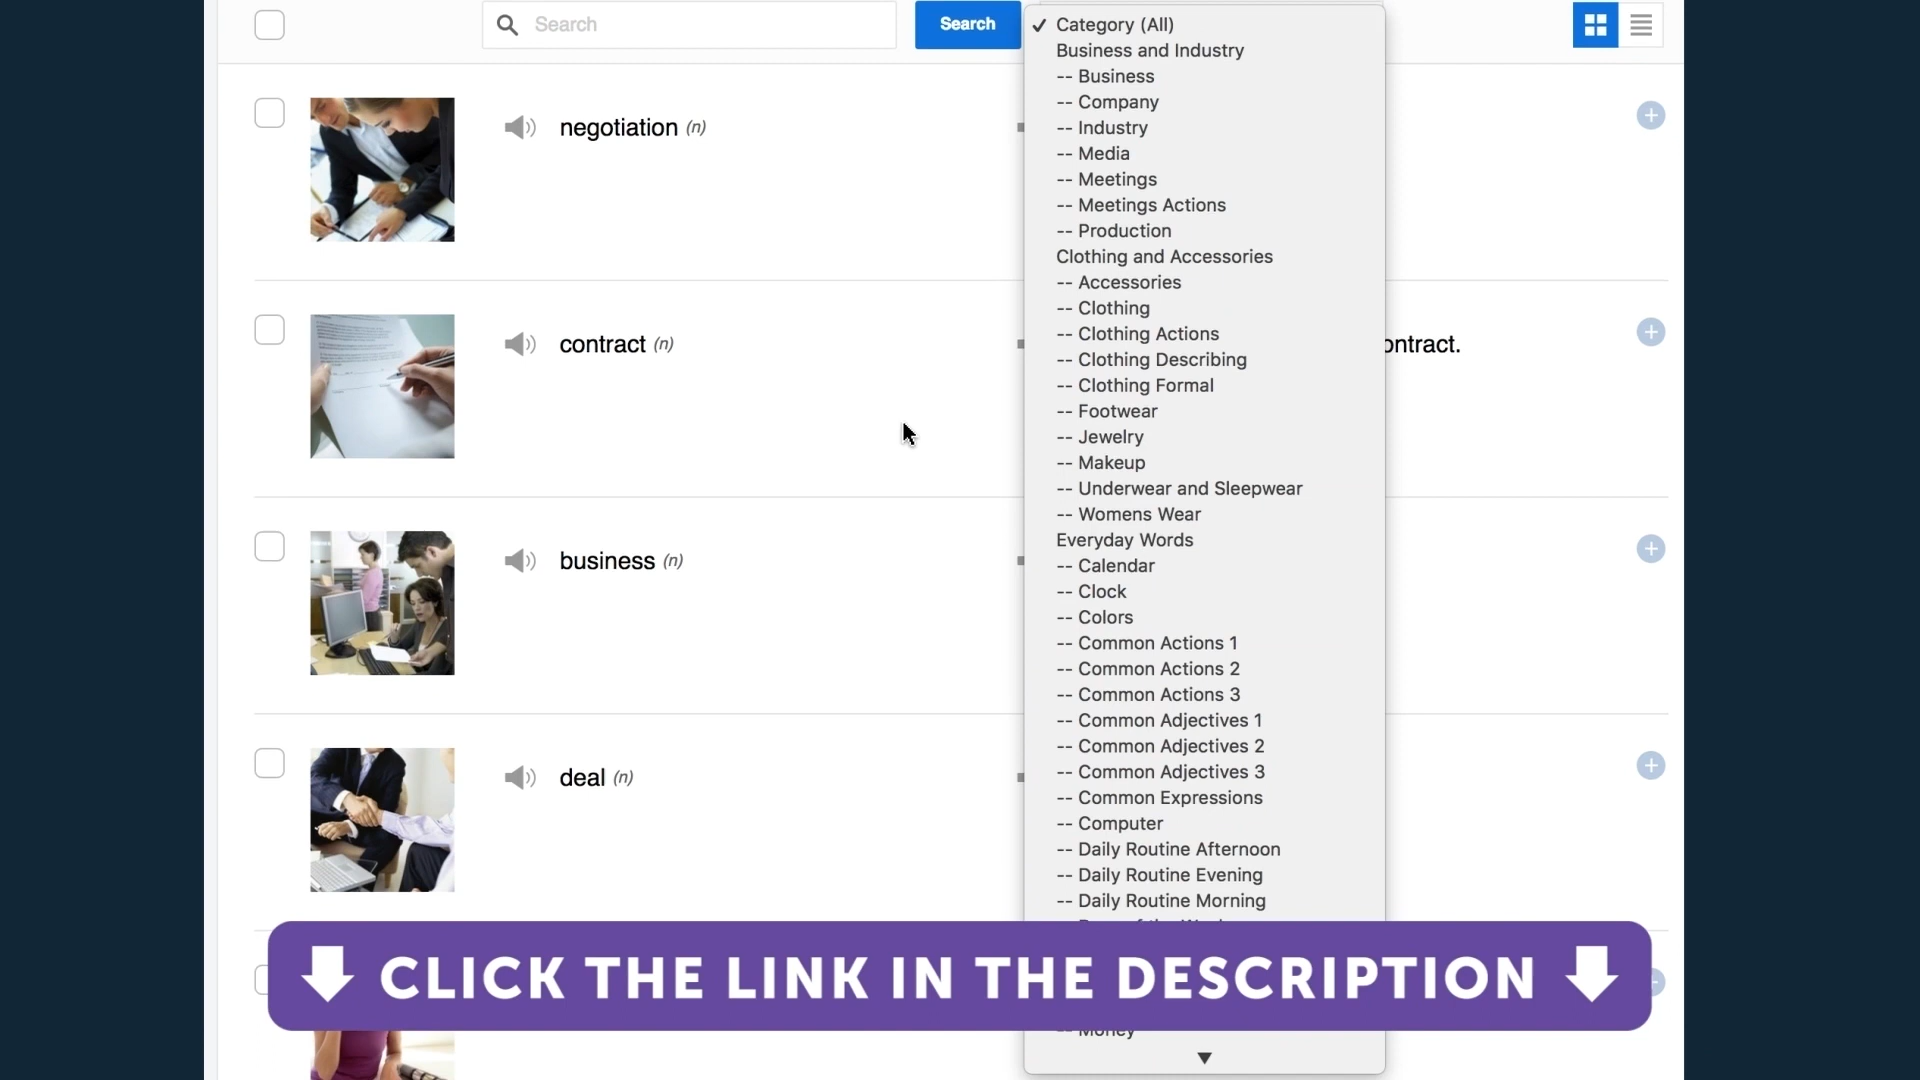 Search
Search
✓ Category (All)
Business and Industry
-- Business
-- Company
-- Industry
-- Media
-- Meetings
-- Meetings Actions
-- Production
Clothing and Accessories
-- Accessories
-- Clothing
-- Clothing Actions
-- Clothing Describing
-- Clothing Formal
-- Footwear
-- Jewelry
-- Makeup
-- Underwear and Sleepwear
-- Womens Wear
Everyday Words
-- Calendar
-- Clock
-- Colors
-- Common Actions 1
-- Common Actions 2
-- Common Actions 3
-- Common Adjectives 1
-- Common Adjectives 2
-- Common Adjectives 3
-- Common Expressions
-- Computer
-- Daily Routine Afternoon
-- Daily Routine Evening
-- Daily Routine Morning
-- Money
negotiation (n)
contract (n)
ontract.
business (n)
deal (n)
CLICK THE LINK IN THE DESCRIPTION